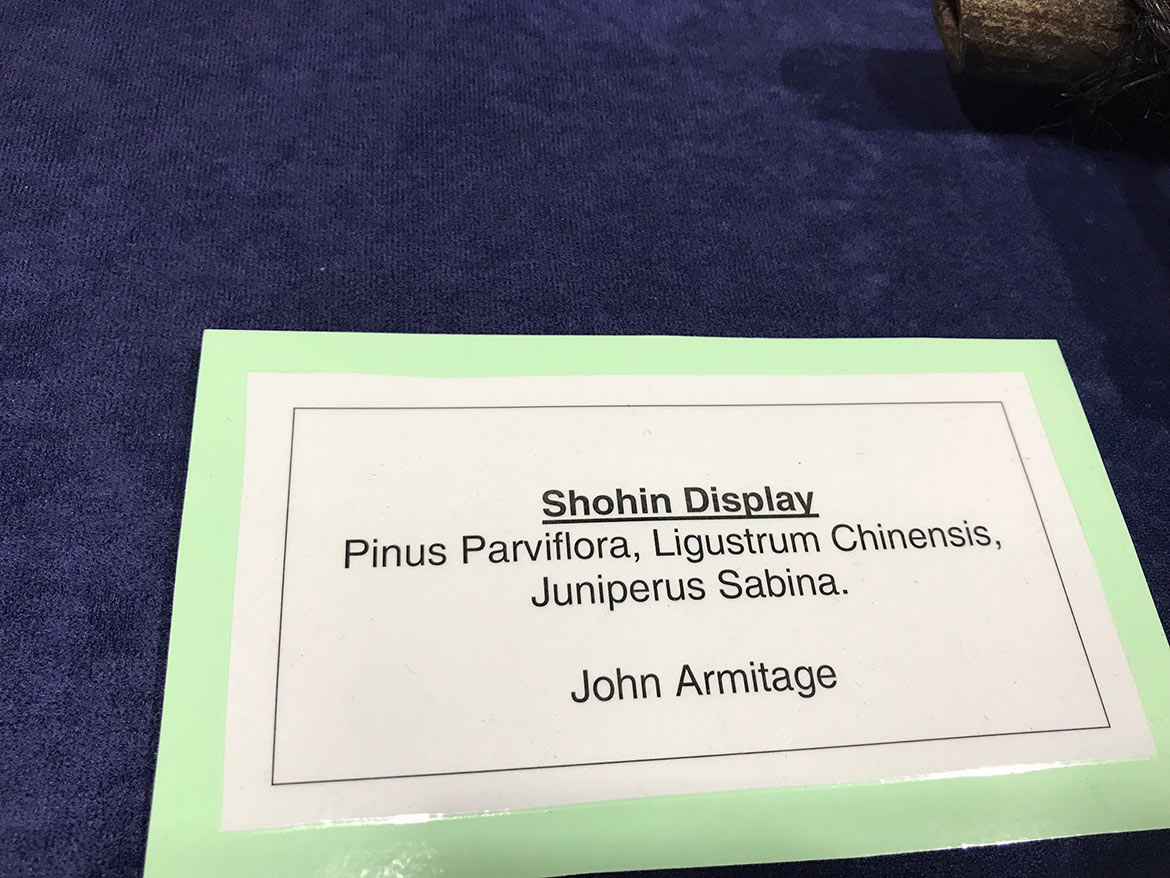 Shohin Display
Pinus Parviflora, Ligustrum Chinensis,
Juniperus Sabina.
John Armitage